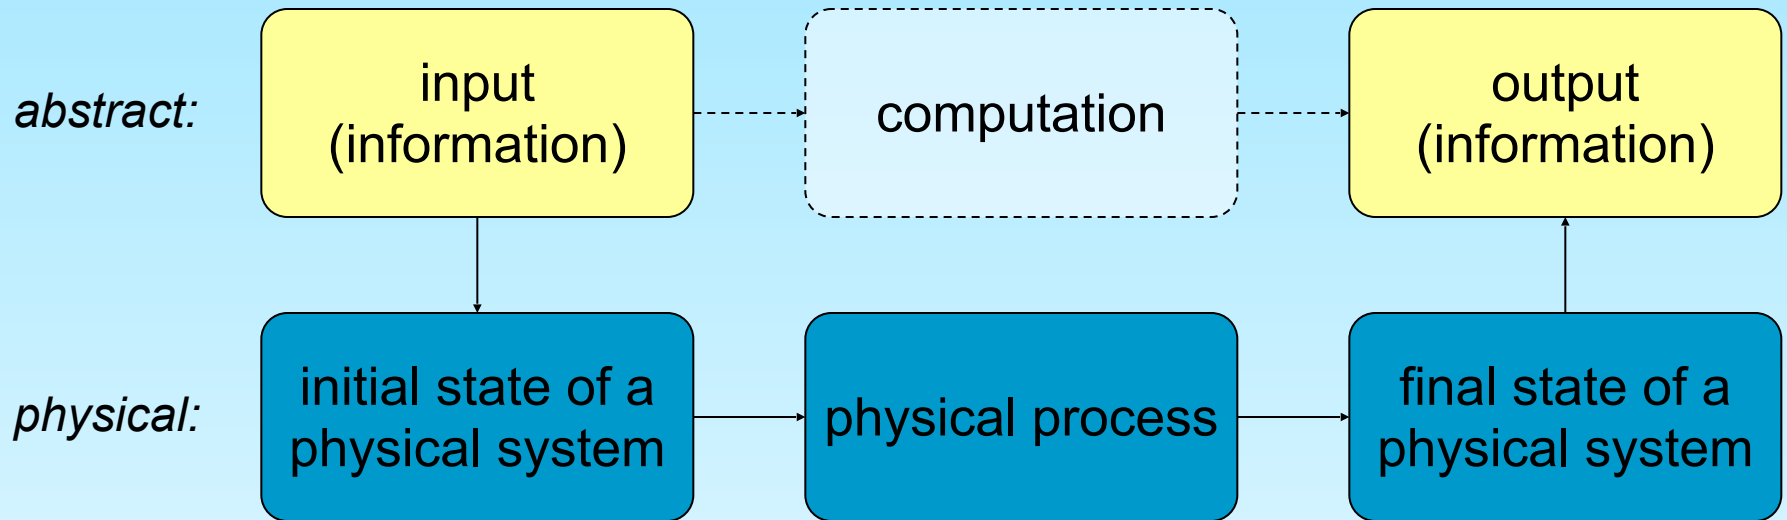 abstract:
input
(information)
computation
output
(information)
physical:
initial state of a
physical system
physical process
final state of a
physical system